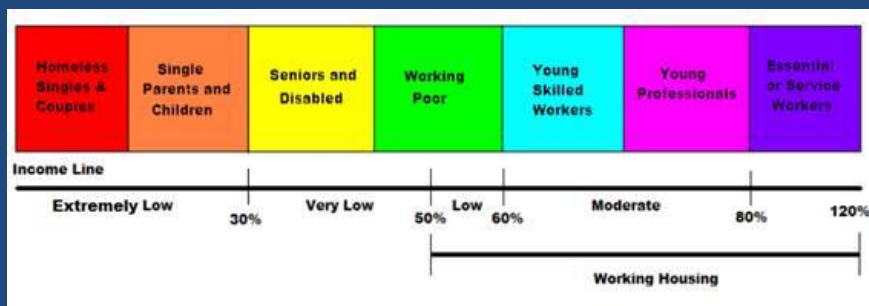 Homeless
Singles &
Couples
Single
Parents and
Children
Seniors and
Disabled
Working
Poor
Young
Skilled
Workers
Young
Professionals
Essential
or Service
Workers
Income Line
Extremely Low
30%
Very Low
50%
Low
60%
Moderate
80%
120%
Working Housing